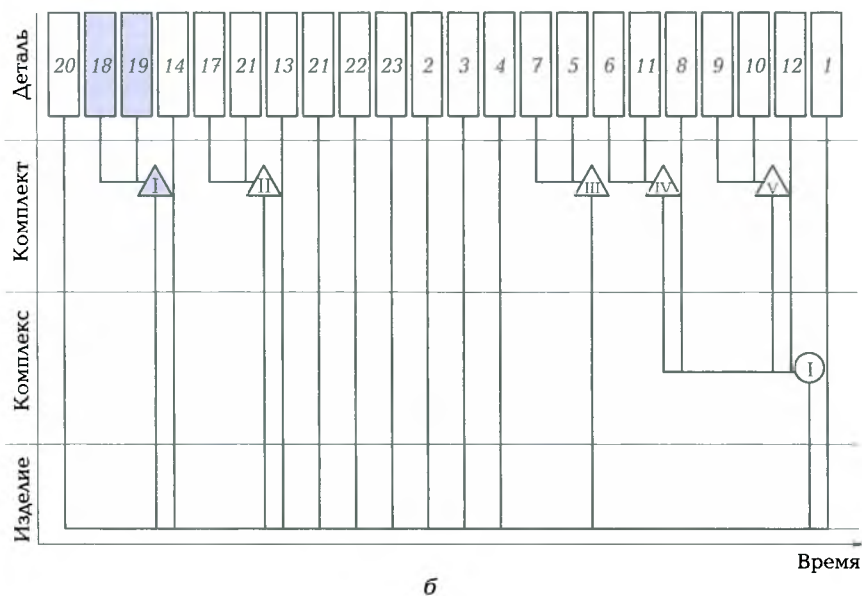 Деталь
20 18 19 14 17 21 13 21 22 23 2 3 4 7 5 6 11 8 9 10 12 1
Комплект
I II III IV V
Комплекс
I
Изделие
Время
б